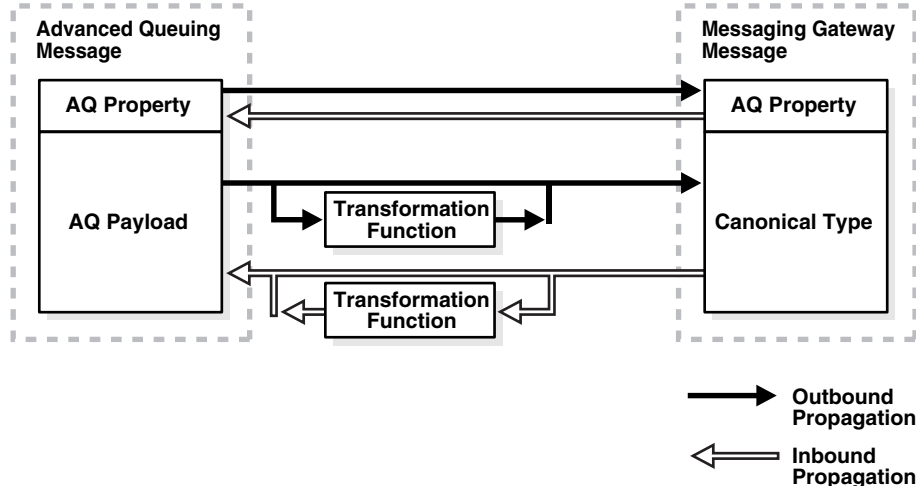 Advanced Queuing
Message
Messaging Gateway
Message
AQ Property
AQ Property
AQ Payload
Transformation
Function
Canonical Type
Transformation
Function
Outbound
Propagation
Inbound
Propagation